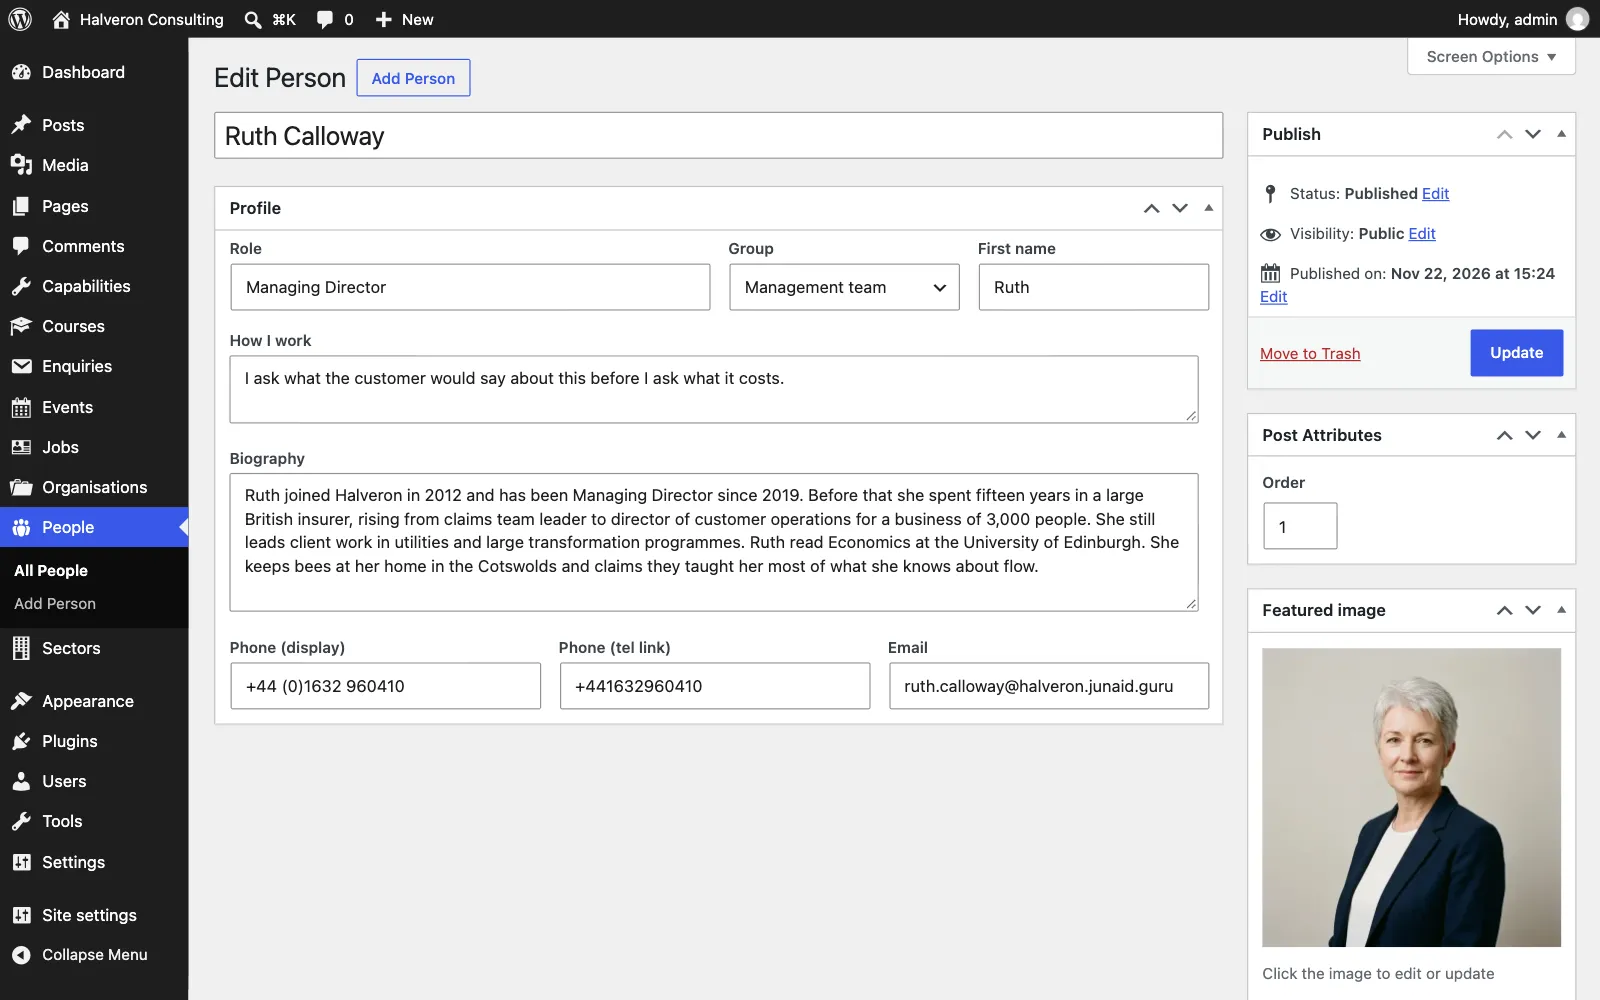 Halveron Consulting
⌘K
0
New
Howdy, admin
Dashboard
Posts
Media
Pages
Comments
Capabilities
Courses
Enquiries
Events
Jobs
Organisations
People
All People
Add Person
Sectors
Appearance
Plugins
Users
Tools
Settings
Site settings
Collapse Menu
Screen Options
Edit Person
Add Person
Ruth Calloway
Profile
Role
Group
First name
Managing Director
Management team
Ruth
How I work
I ask what the customer would say about this before I ask what it costs.
Biography
Ruth joined Halveron in 2012 and has been Managing Director since 2019. Before that she spent fifteen years in a large
British insurer, rising from claims team leader to director of customer operations for a business of 3,000 people. She still
leads client work in utilities and large transformation programmes. Ruth read Economics at the University of Edinburgh. She
keeps bees at her home in the Cotswolds and claims they taught her most of what she knows about flow.
Phone (display)
Phone (tel link)
Email
+44 (0)1632 960410
+441632960410
ruth.calloway@halveron.junaid.guru
Publish
Status: Published Edit
Visibility: Public Edit
Published on: Nov 22, 2026 at 15:24
Edit
Move to Trash
Update
Post Attributes
Order
1
Featured image
Click the image to edit or update